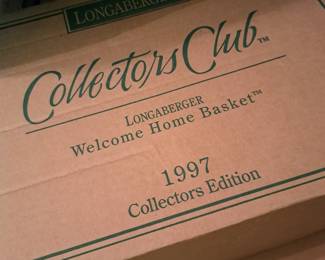 LONGABERGER
Collectors Club™
LONGABERGER
Welcome Home Basket™
1997
Collectors Edition